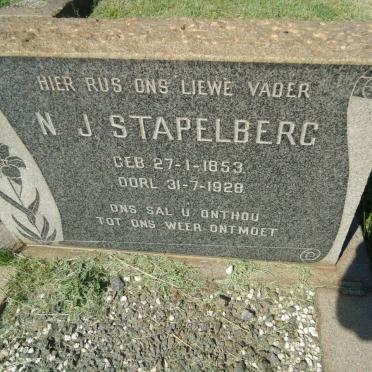 HIER RUS ONS LIEWE VADER
N. J. STAPELBERG
GEB. 27-1-1853
OORL. 31-7-1928
ONS SAL U ONTHOU
TOT ONS WEER ONTMOET